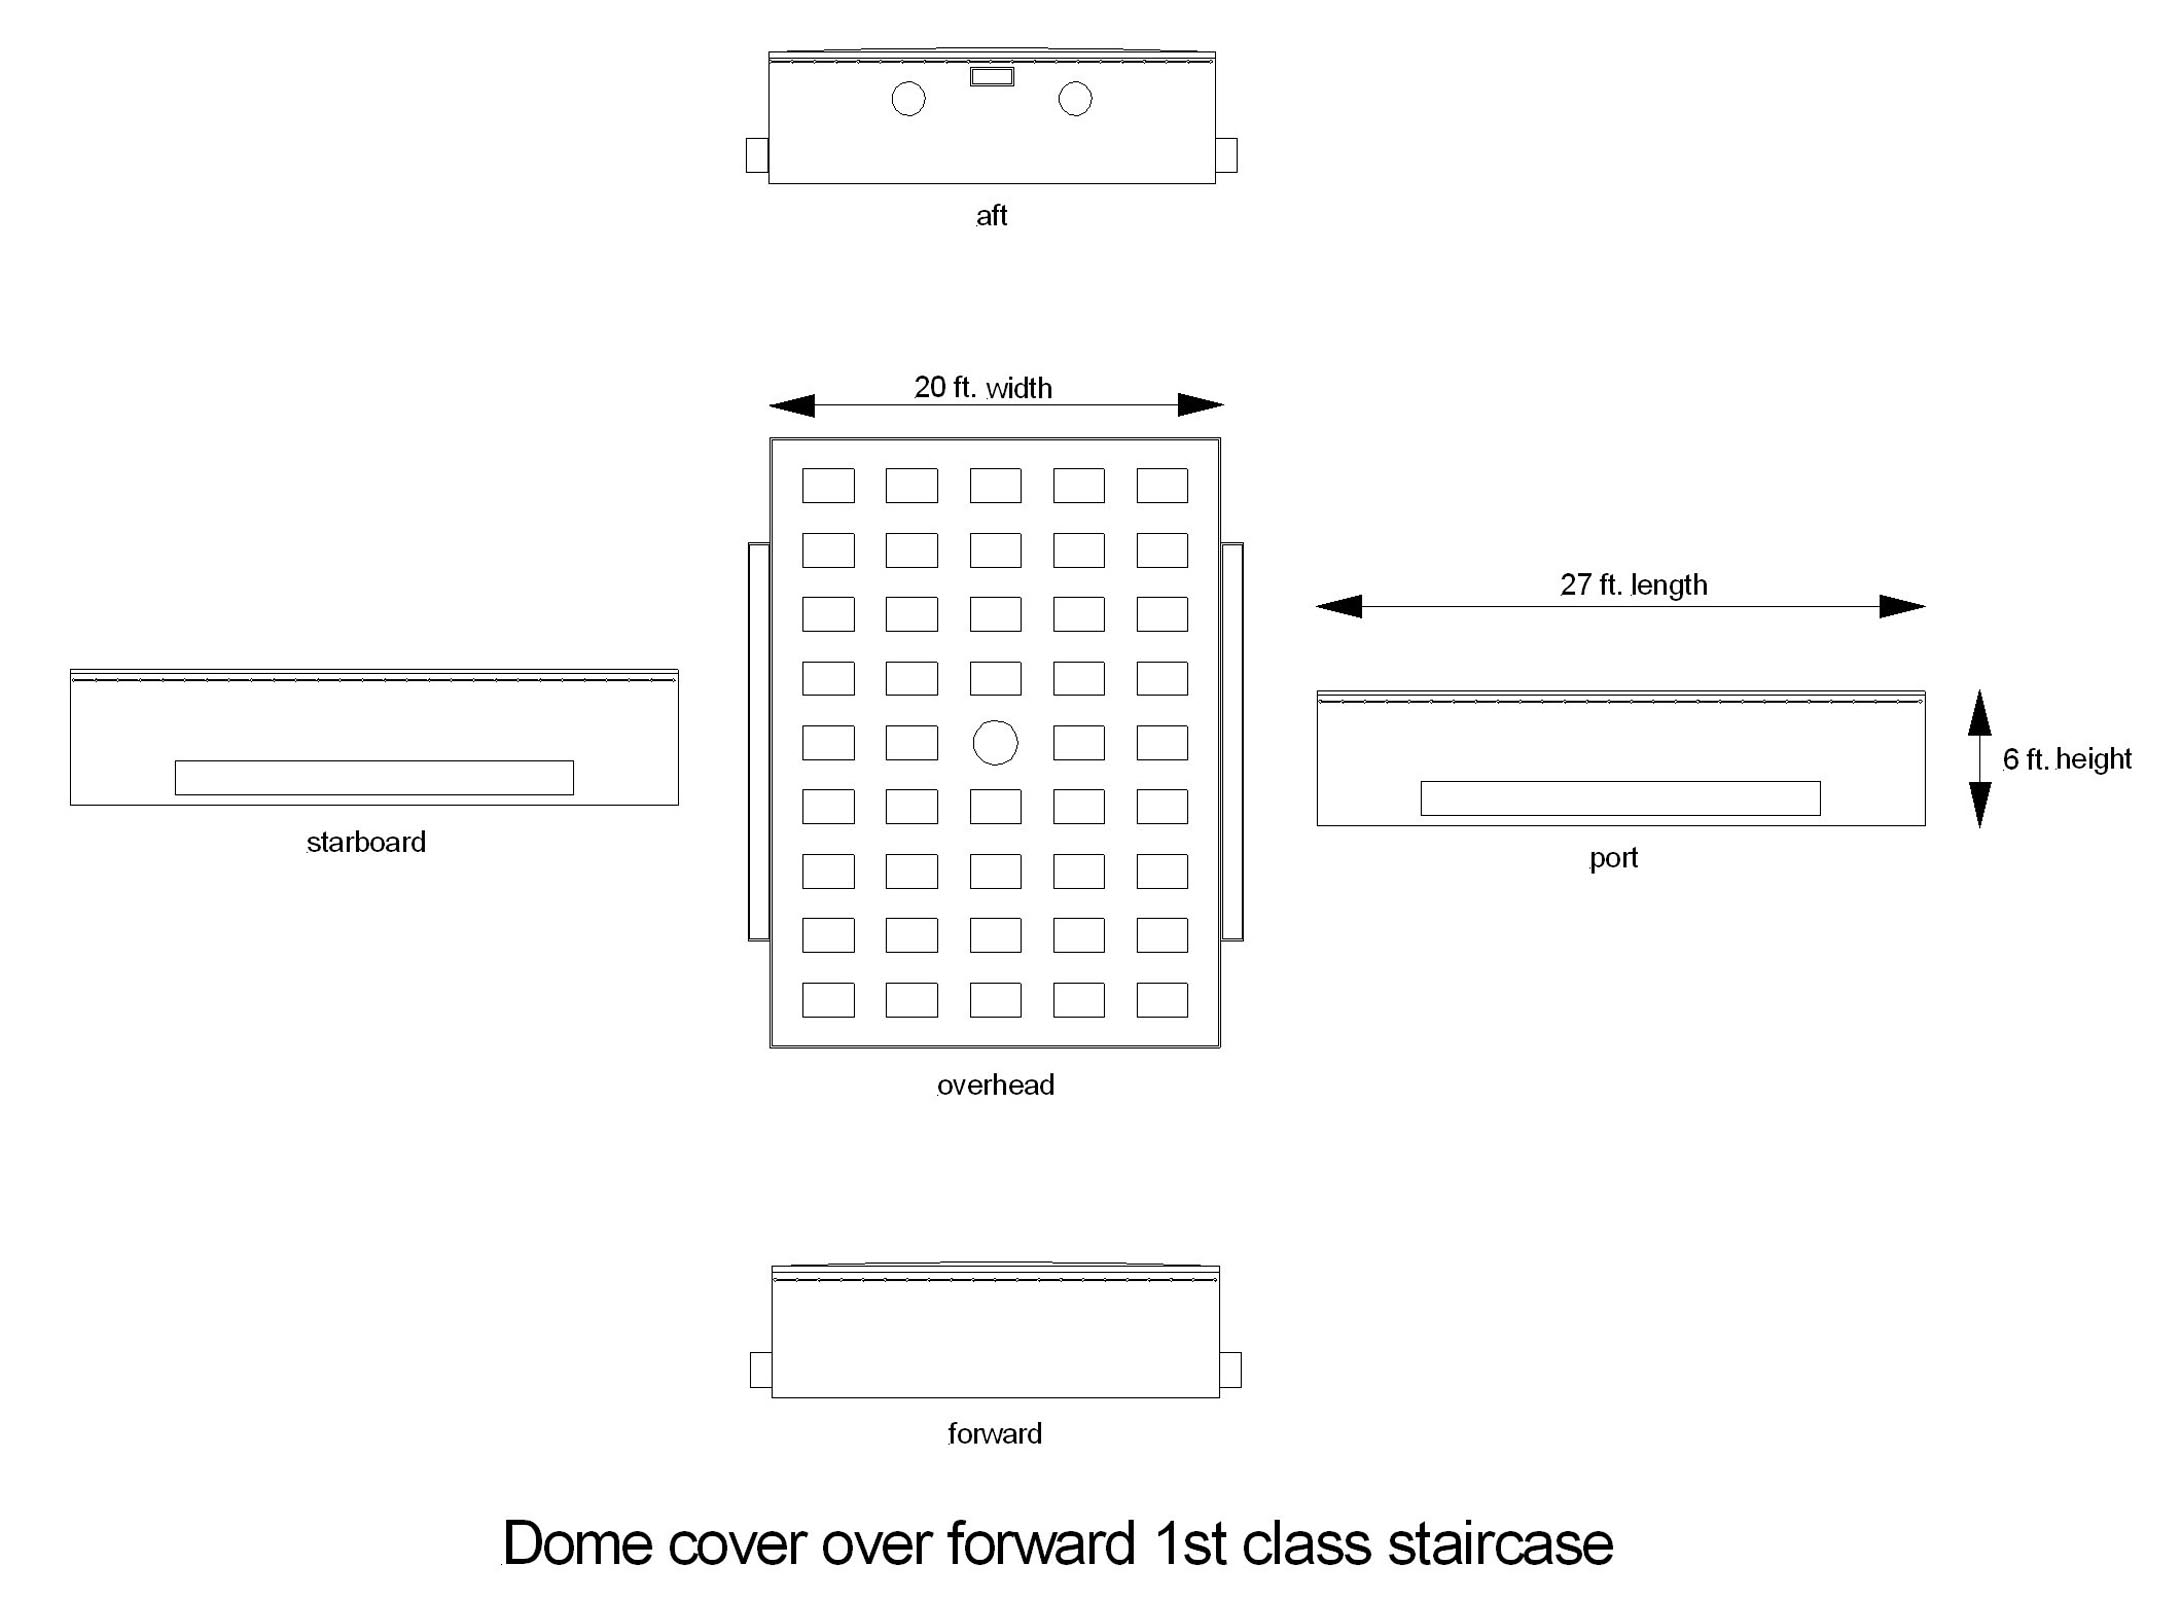 aft
20 ft. width
27 ft. length
6 ft. height
starboard
port
overhead
forward
Dome cover over forward 1st class staircase